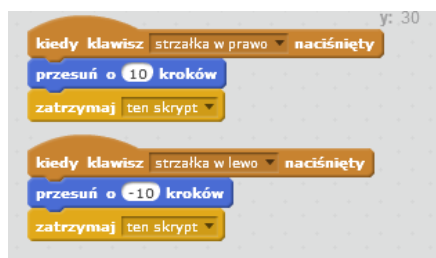 y: 30
kiedy klawisz strzałka w prawo naciśnięty
przesuń o 10 kroków
zatrzymaj ten skrypt
kiedy klawisz strzałka w lewo naciśnięty
przesuń o -10 kroków
zatrzymaj ten skrypt